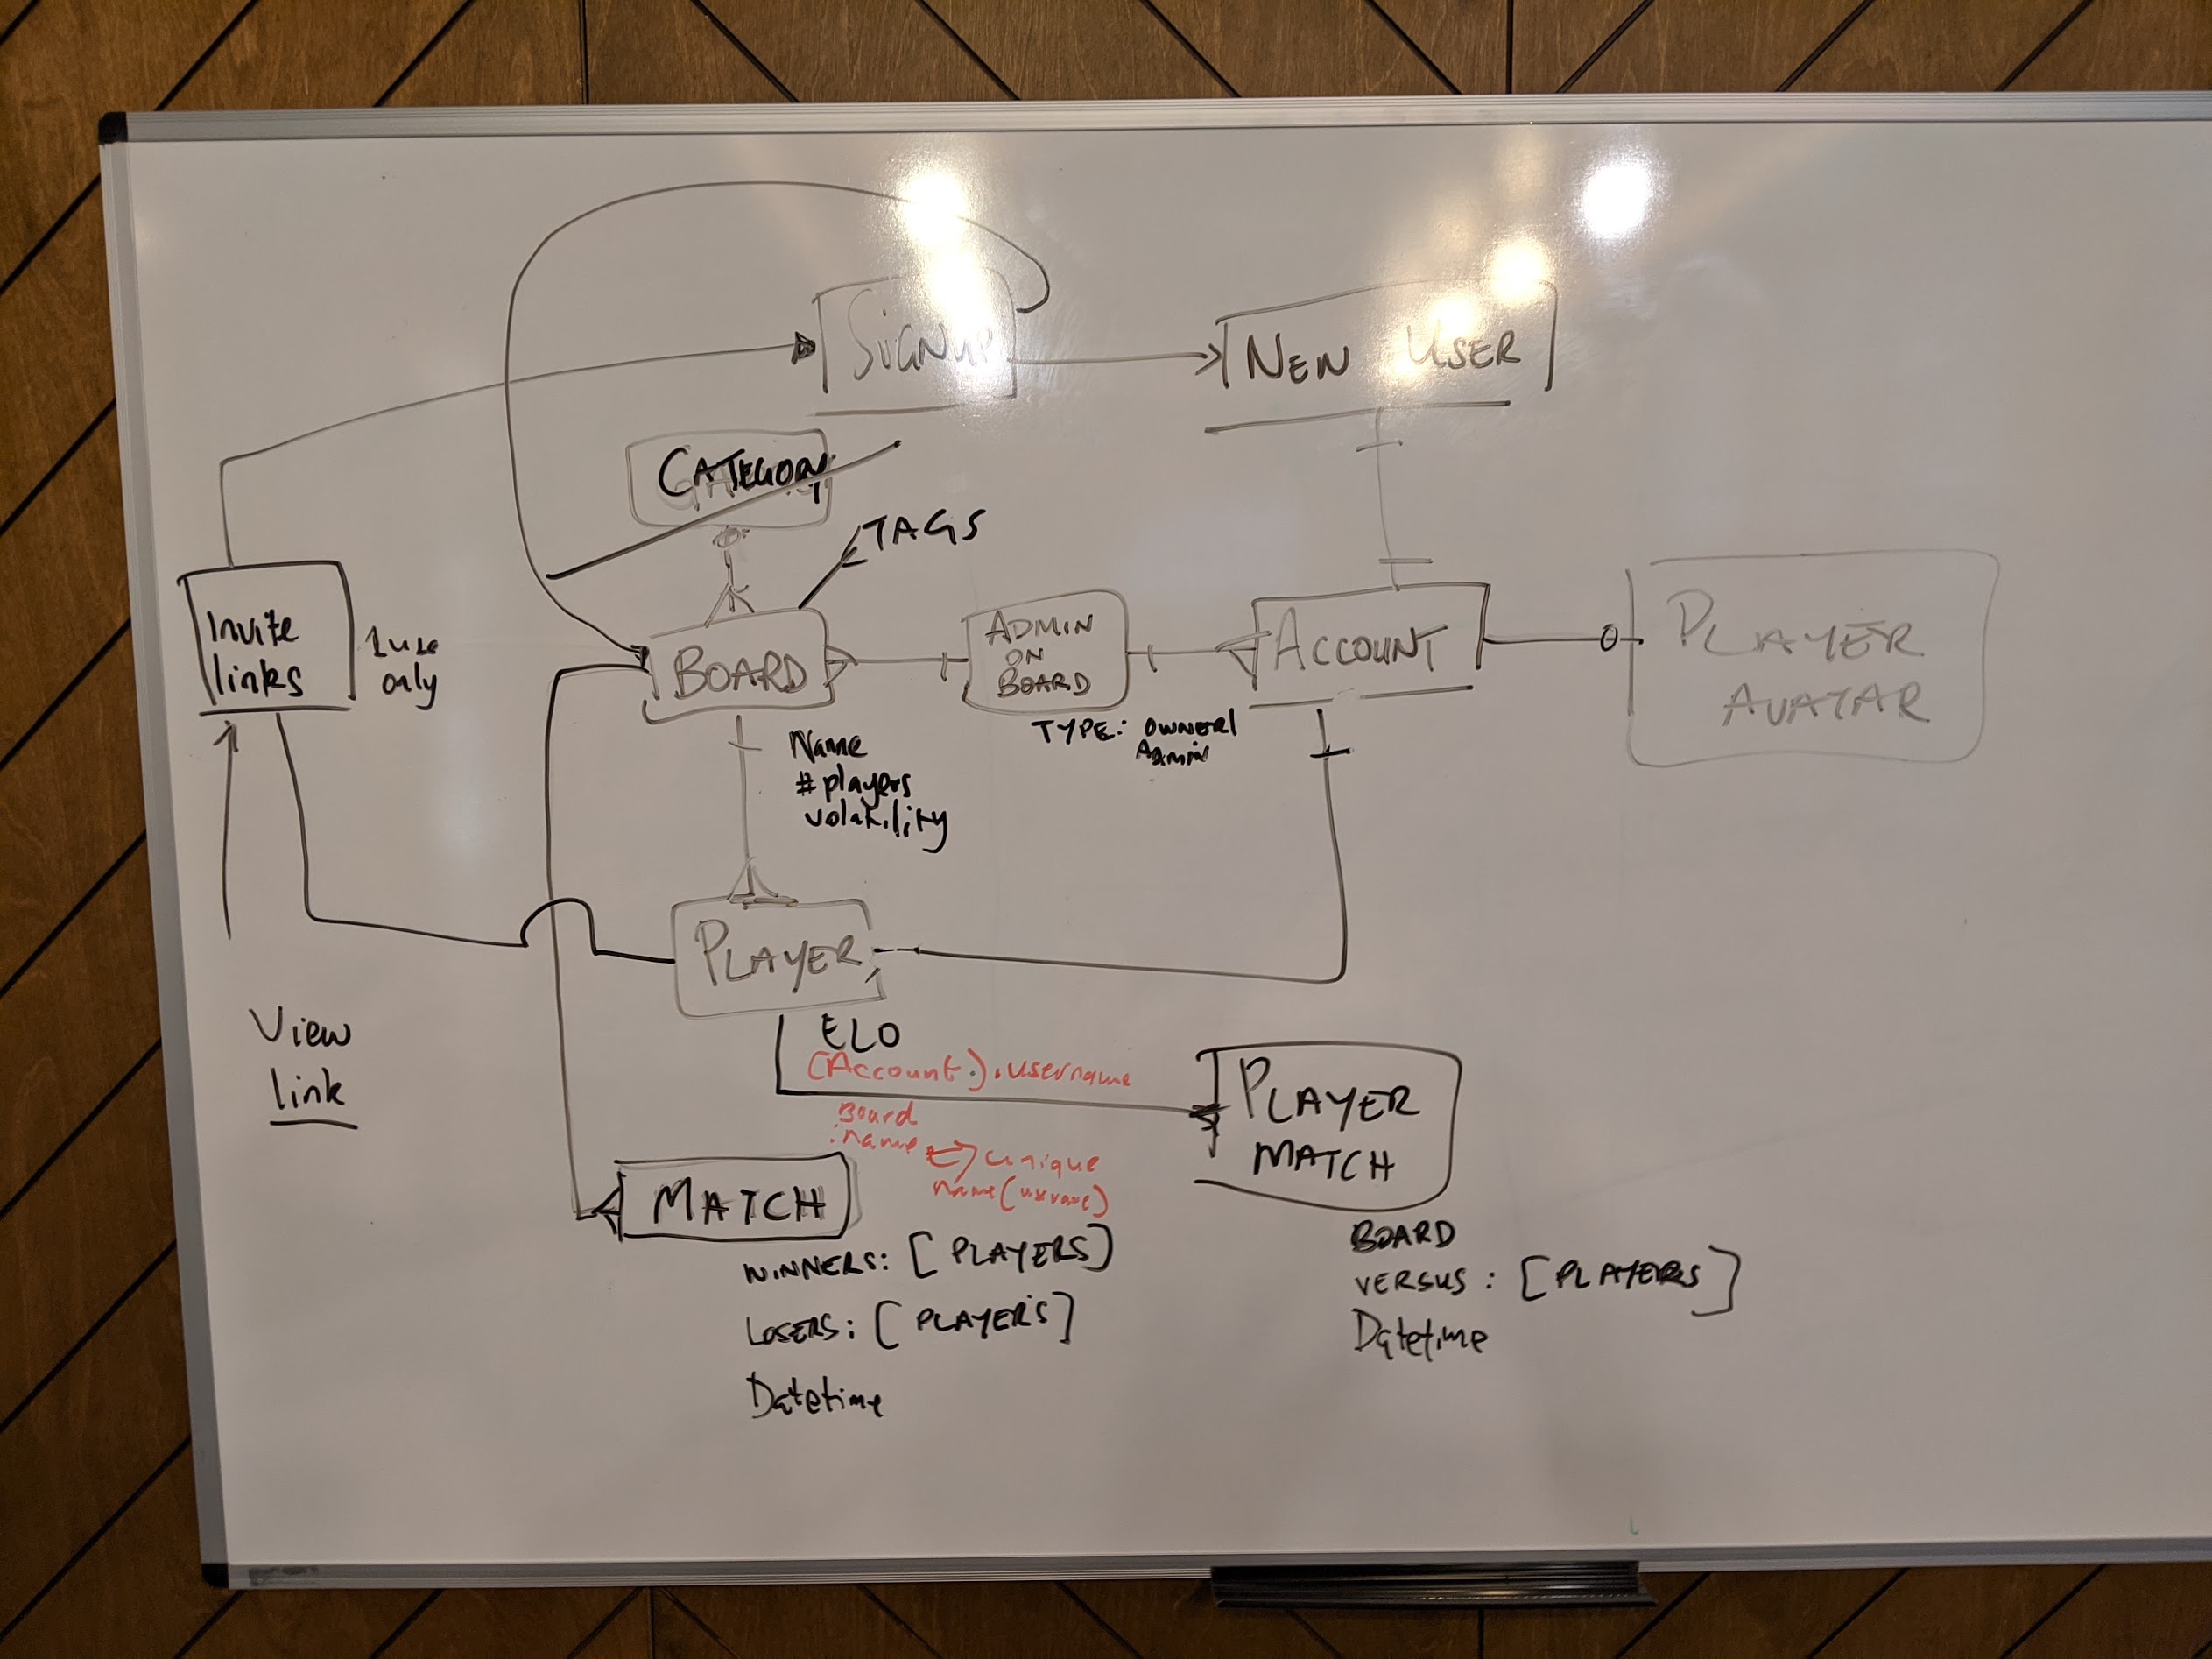 SIGNUP
NEW USER
CATEGORY
TAGS
Invite
links
1 use
only
BOARD
ADMIN
ON
BOARD
ACCOUNT
PLAYER
AVATAR
TYPE: OWNER/
ADMIN
Name
# players
volatility
PLAYER
View
link
ELO
(Account.).username
Board
.name
unique
name (username)
PLAYER
MATCH
MATCH
WINNERS: [PLAYERS]
LOSERS: [PLAYERS]
Datetime
BOARD
VERSUS: [PLAYERS]
Datetime